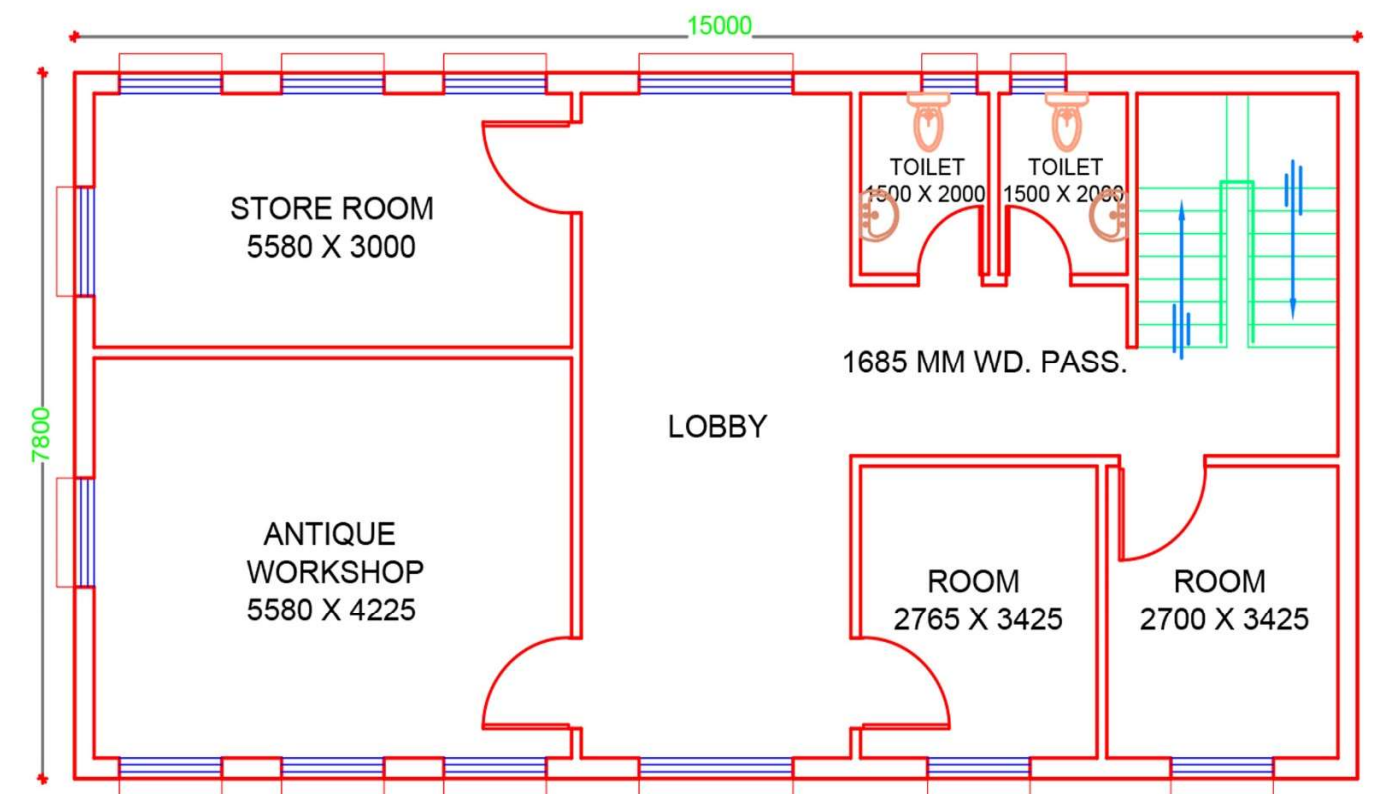 15000
7800
STORE ROOM
5580 X 3000
TOILET
1500 X 2000
TOILET
1500 X 2000
1685 MM WD. PASS.
LOBBY
ANTIQUE
WORKSHOP
5580 X 4225
ROOM
2765 X 3425
ROOM
2700 X 3425